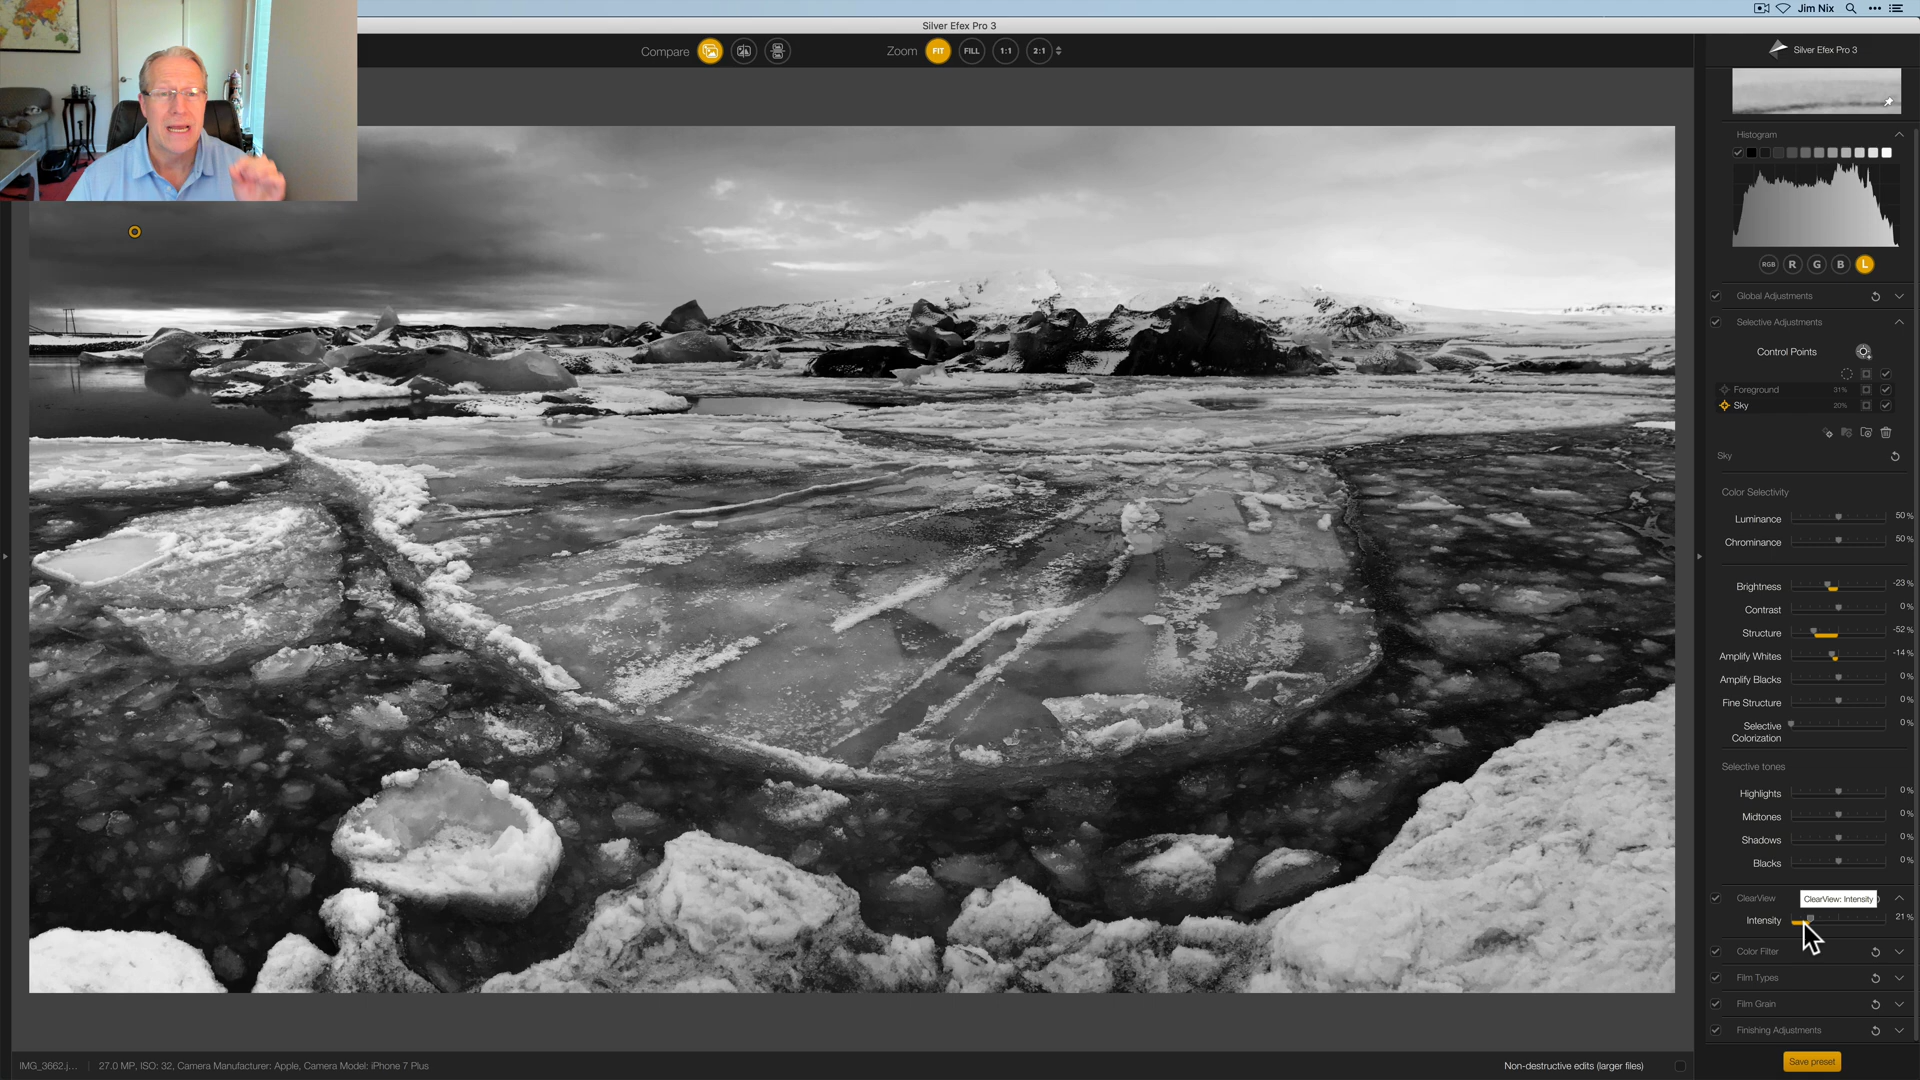 Jim Nix
Silver Efex Pro 3
Compare
Zoom FIT FILL 1:1 2:1
Silver Efex Pro 3
Histogram
RGB R G B L
Global Adjustments
Selective Adjustments
Control Points
Foreground 31%
Sky 20%
Sky
Color Selectivity
Luminance 50 %
Chrominance 50 %
Brightness -23 %
Contrast 0 %
Structure -52 %
Amplify Whites -14 %
Amplify Blacks 0 %
Fine Structure 0 %
Selective 0 %
Colorization
Selective tones
Highlights 0 %
Midtones 0 %
Shadows 0 %
Blacks 0 %
ClearView ClearView: Intensity
Intensity 21 %
Color Filter
Film Types
Film Grain
Finishing Adjustments
IMG_3662.j... 27.0 MP, ISO: 32, Camera Manufacturer: Apple, Camera Model: iPhone 7 Plus Non-destructive edits (larger files) Save preset